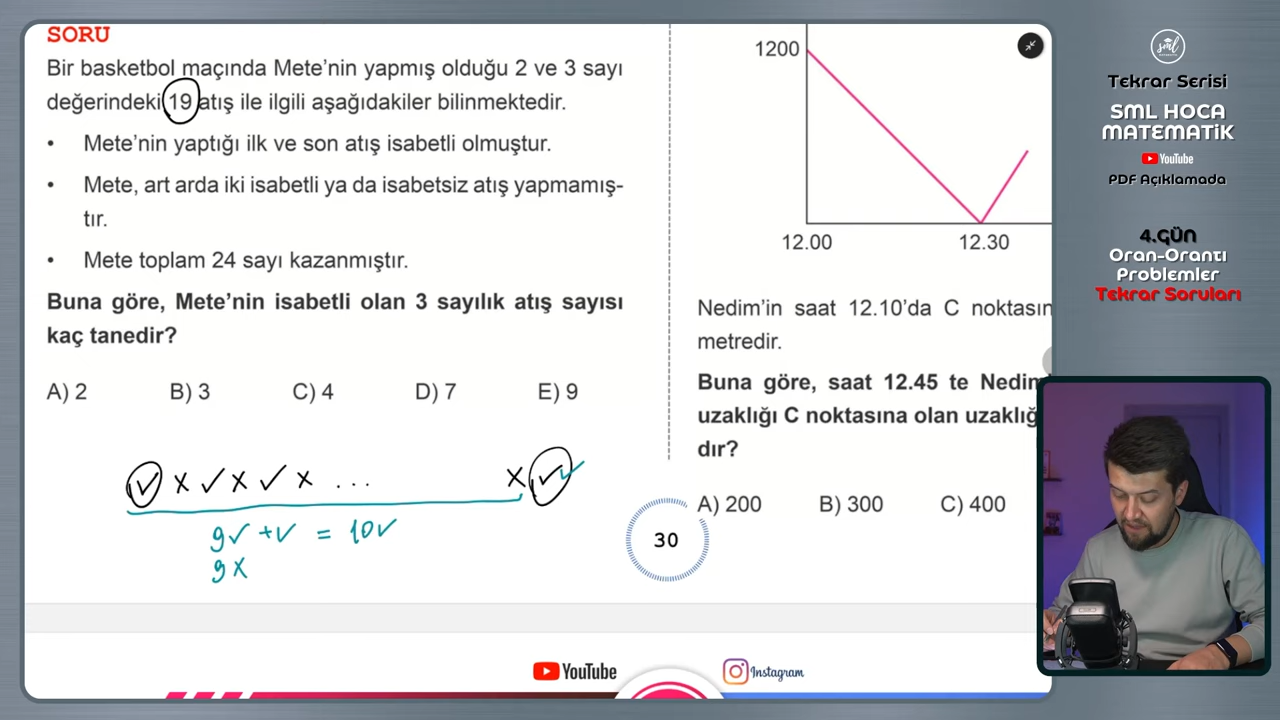 SORU
Bir basketbol maçında Mete'nin yapmış olduğu 2 ve 3 sayı
değerindeki 19 atış ile ilgili aşağıdakiler bilinmektedir.
• Mete'nin yaptığı ilk ve son atış isabetli olmuştur.
• Mete, art arda iki isabetli ya da isabetsiz atış yapmamış-
tır.
• Mete toplam 24 sayı kazanmıştır.
Buna göre, Mete'nin isabetli olan 3 sayılık atış sayısı
kaç tanedir?
A) 2 B) 3 C) 4 D) 7 E) 9
✓ x ✓ x ✓ x ... x ✓ ✓
9✓ + ✓ = 10✓
9 x
1200
12.00 12.30
Nedim'in saat 12.10'da C noktasın
metredir.
Buna göre, saat 12.45 te Nedim'
uzaklığı C noktasına olan uzaklığ
dır?
A) 200 B) 300 C) 400
30
YouTube Instagram
sml
Tekrar Serisi
SML HOCA
MATEMATİK
YouTube
PDF Açıklamada
4.GÜN
Oran-Orantı
Problemler
Tekrar Soruları